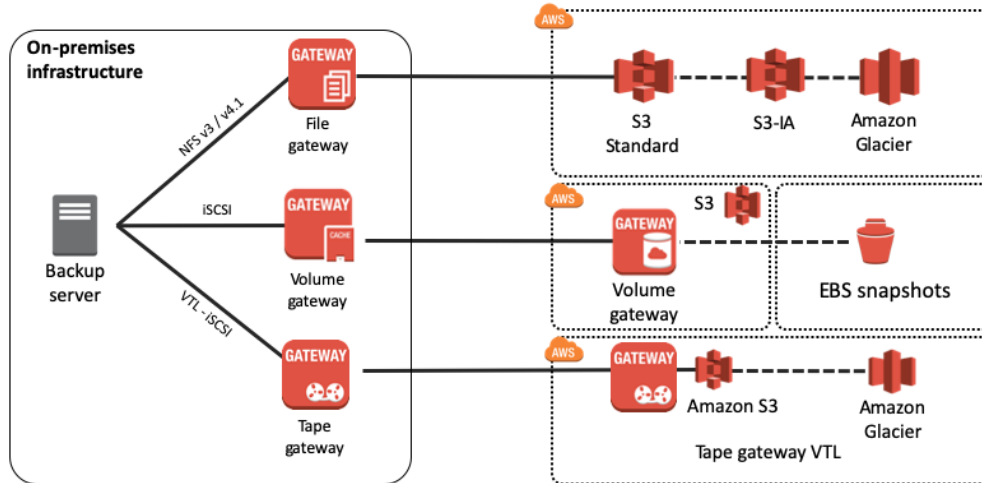 On-premises
infrastructure
Backup
server
NFS v3 / v4.1
iSCSI
VTL - iSCSI
GATEWAY
File
gateway
GATEWAY
CACHE
Volume
gateway
GATEWAY
Tape
gateway
AWS
S3
Standard
S3-IA
Amazon
Glacier
AWS
GATEWAY
Volume
gateway
S3
EBS snapshots
AWS
GATEWAY
Amazon S3
Amazon
Glacier
Tape gateway VTL